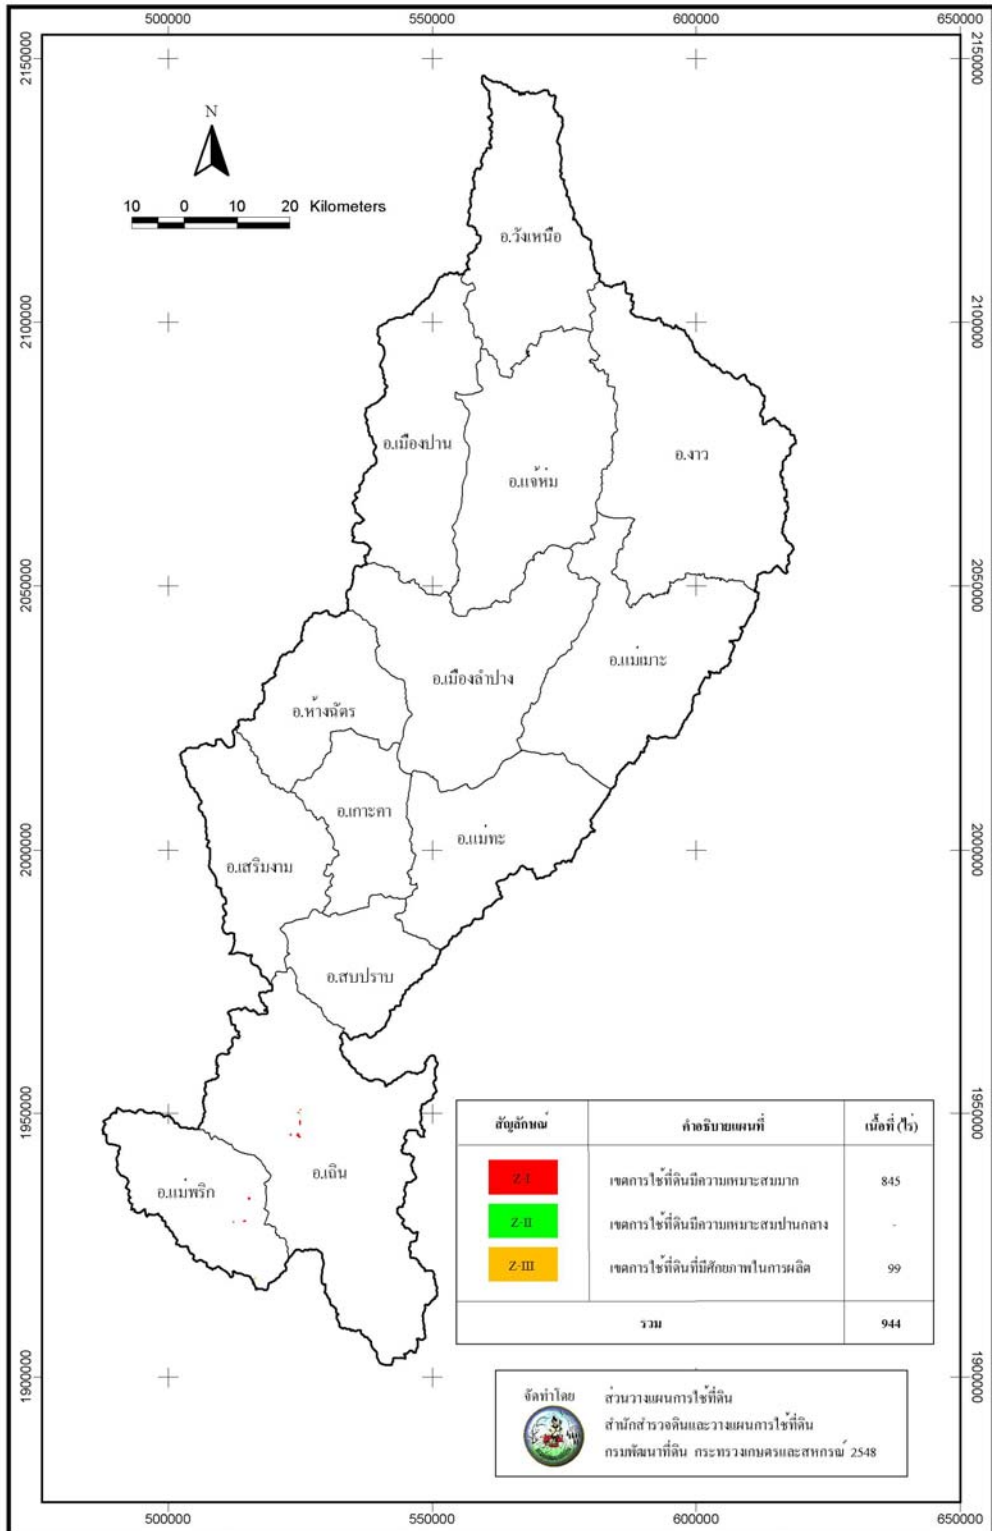 500000 550000 600000 650000
2150000 2150000
N
10 0 10 20 Kilometers
อ.วังเหนือ
2100000 2100000
อ.เมืองปาน
อ.งาว
อ.แจ้ห่ม
2050000 2050000
อ.แม่เมาะ
อ.เมืองลำปาง
อ.ห้างฉัตร
อ.เกาะคา
อ.แม่ทะ
2000000 2000000
อ.เสริมงาม
อ.สบปราบ
1950000 1950000
สัญลักษณ์ คำอธิบายแผนที่ เนื้อที่ (ไร่)
อ.เถิน
Z-I เขตการใช้ที่ดินมีความเหมาะสมมาก 845
อ.แม่พริก
Z-II เขตการใช้ที่ดินมีความเหมาะสมปานกลาง -
Z-III เขตการใช้ที่ดินที่มีศักยภาพในการผลิต 99
รวม 944
1900000 1900000
จัดทำโดย ส่วนวางแผนการใช้ที่ดิน
สำนักสำรวจดินและวางแผนการใช้ที่ดิน
กรมพัฒนาที่ดิน กระทรวงเกษตรและสหกรณ์ 2548
500000 550000 600000 650000